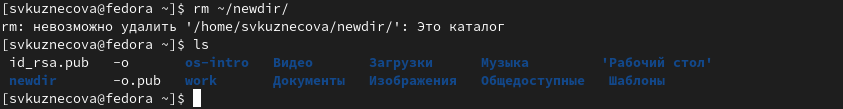 [svkuznecova@fedora ~]$ rm ~/newdir/
rm: невозможно удалить '/home/svkuznecova/newdir/': Это каталог
[svkuznecova@fedora ~]$ ls
id_rsa.pub -o os-intro Видео Загрузки Музыка 'Рабочий стол'
newdir -o.pub work Документы Изображения Общедоступные Шаблоны
[svkuznecova@fedora ~]$